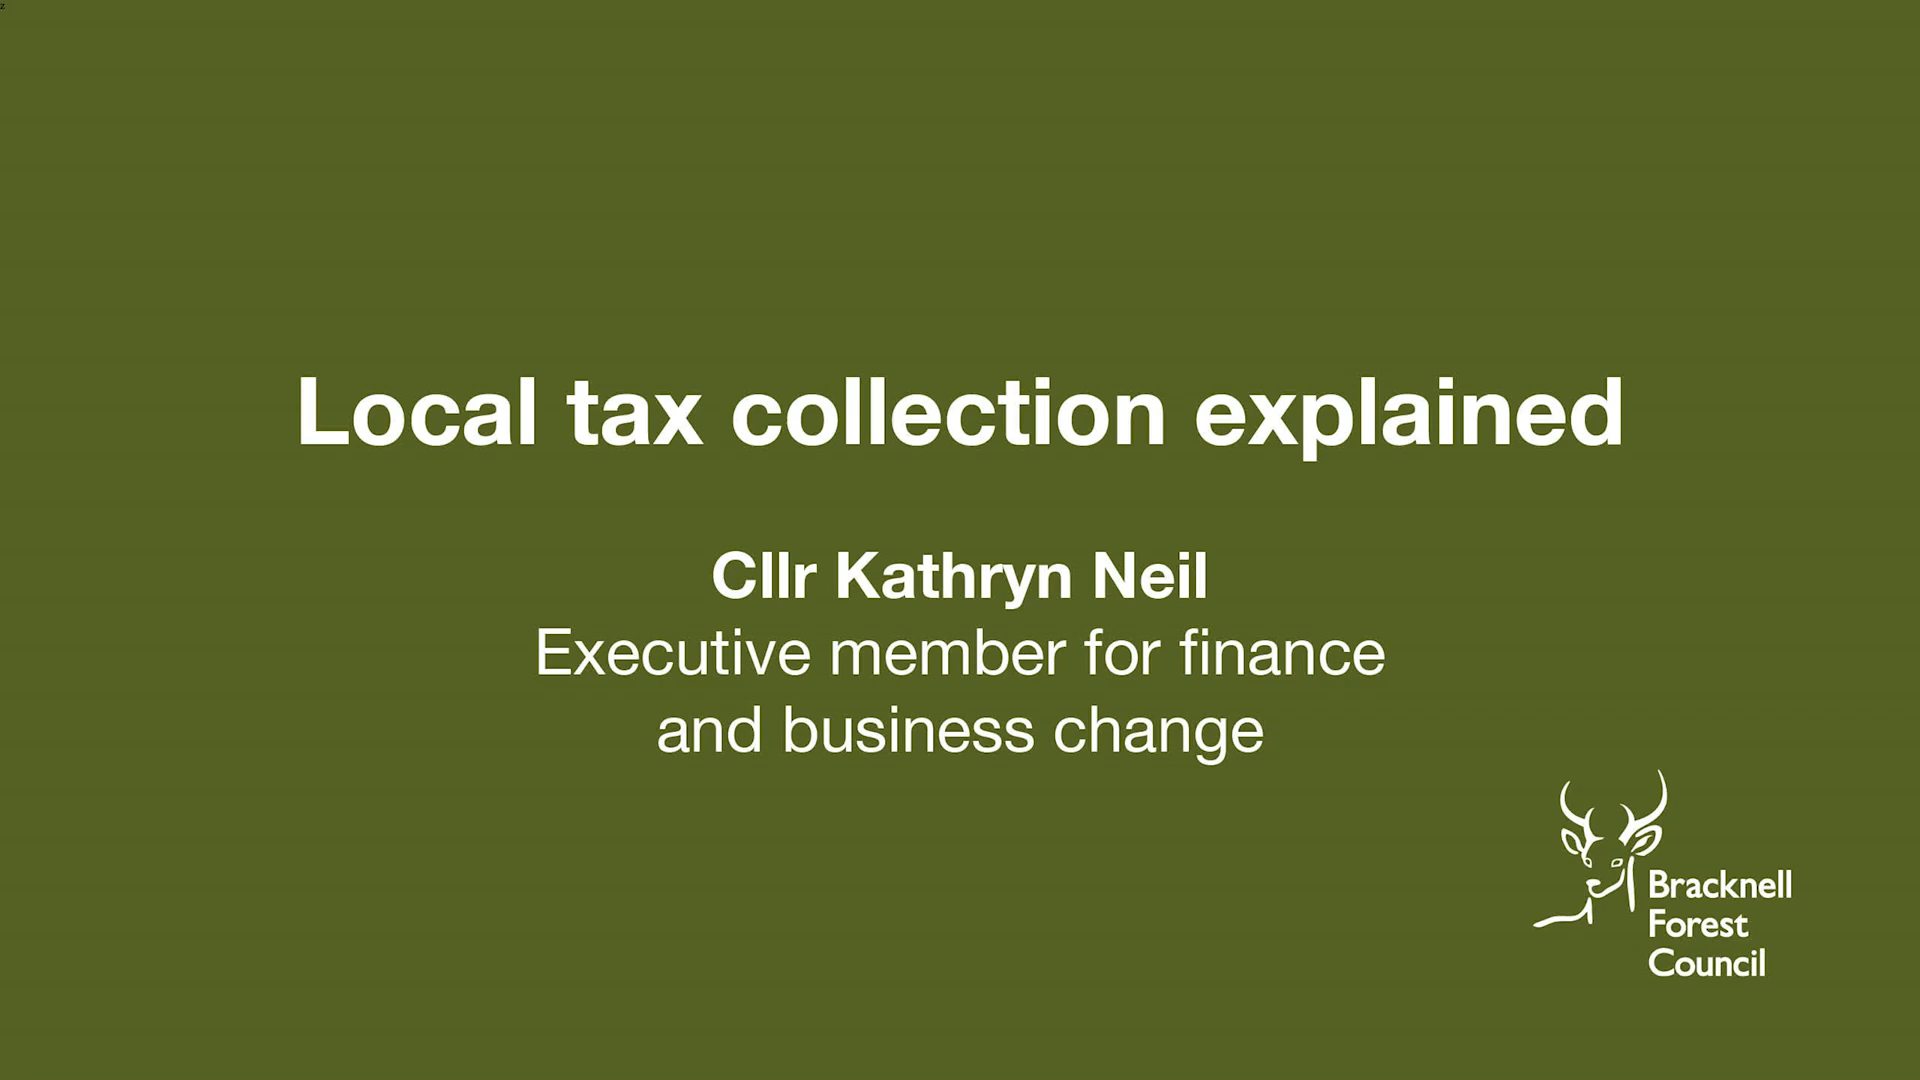 Local tax collection explained
Cllr Kathryn Neil
Executive member for finance
and business change
Bracknell
Forest
Council